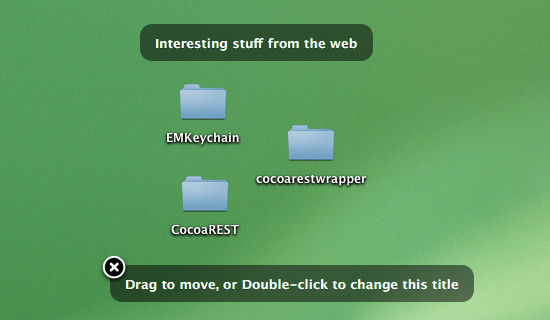 Interesting stuff from the web
EMKeychain
cocoarestwrapper
CocoaREST
Drag to move, or Double-click to change this title